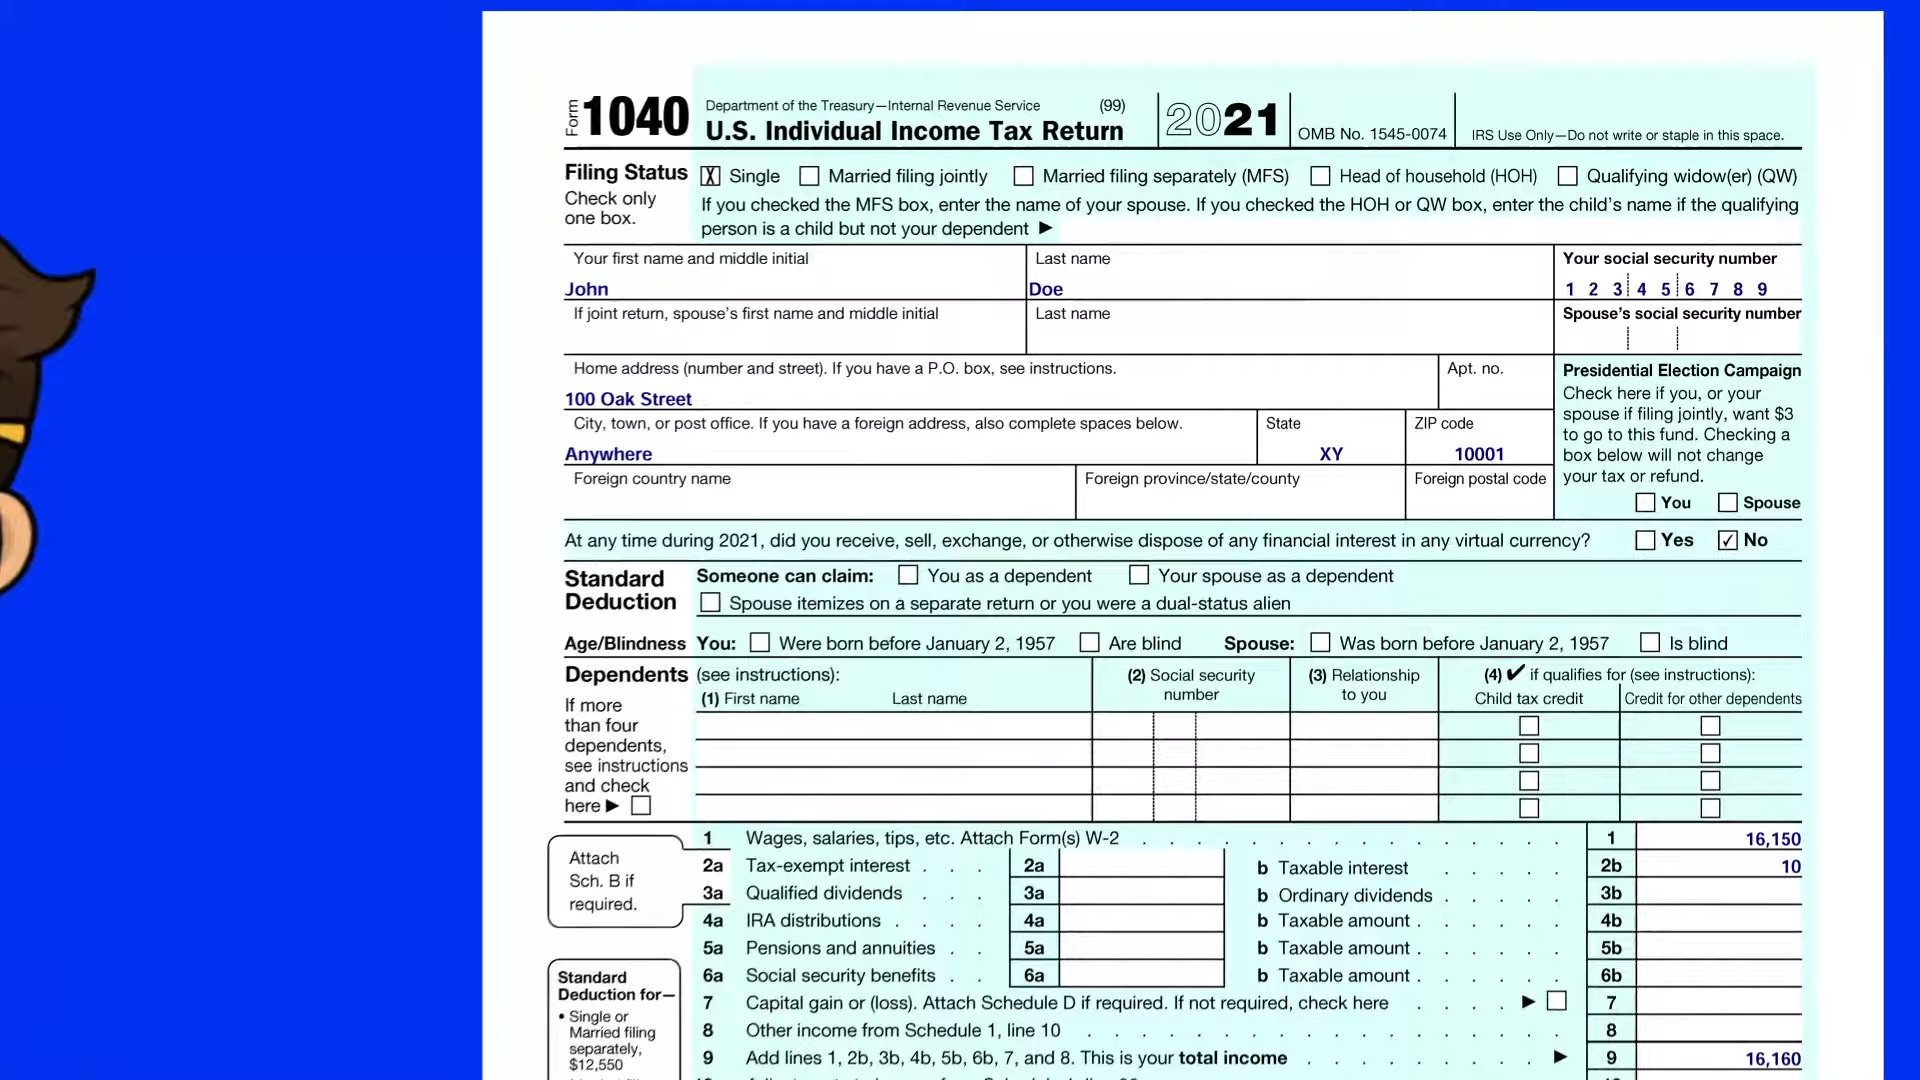 Form 1040 Department of the Treasury—Internal Revenue Service (99) 2021 OMB No. 1545-0074 IRS Use Only—Do not write or staple in this space.
U.S. Individual Income Tax Return
Filing Status X Single Married filing jointly Married filing separately (MFS) Head of household (HOH) Qualifying widow(er) (QW)
Check only one box.
If you checked the MFS box, enter the name of your spouse. If you checked the HOH or QW box, enter the child's name if the qualifying
person is a child but not your dependent ▶
Your first name and middle initial Last name Your social security number
John Doe 1 2 3 4 5 6 7 8 9
If joint return, spouse's first name and middle initial Last name Spouse's social security number
Home address (number and street). If you have a P.O. box, see instructions. Apt. no.
100 Oak Street
City, town, or post office. If you have a foreign address, also complete spaces below. State ZIP code
Anywhere XY 10001
Foreign country name Foreign province/state/county Foreign postal code
Presidential Election Campaign
Check here if you, or your
spouse if filing jointly, want $3
to go to this fund. Checking a
box below will not change
your tax or refund.
You Spouse
At any time during 2021, did you receive, sell, exchange, or otherwise dispose of any financial interest in any virtual currency? Yes ✓ No
Standard Deduction
Someone can claim: You as a dependent Your spouse as a dependent
Spouse itemizes on a separate return or you were a dual-status alien
Age/Blindness You: Were born before January 2, 1957 Are blind Spouse: Was born before January 2, 1957 Is blind
Dependents (see instructions): (2) Social security number (3) Relationship to you (4) ✔ if qualifies for (see instructions):
(1) First name Last name Child tax credit Credit for other dependents
If more
than four
dependents,
see instructions
and check
here ▶
Attach
Sch. B if
required.
1 Wages, salaries, tips, etc. Attach Form(s) W-2 1 16,150
2a Tax-exempt interest 2a b Taxable interest 2b 10
3a Qualified dividends 3a b Ordinary dividends 3b
4a IRA distributions 4a b Taxable amount 4b
5a Pensions and annuities 5a b Taxable amount 5b
6a Social security benefits 6a b Taxable amount 6b
7 Capital gain or (loss). Attach Schedule D if required. If not required, check here ▶ 7
8 Other income from Schedule 1, line 10 8
9 Add lines 1, 2b, 3b, 4b, 5b, 6b, 7, and 8. This is your total income ▶ 9 16,160
Standard
Deduction for—
• Single or
Married filing
separately,
$12,550